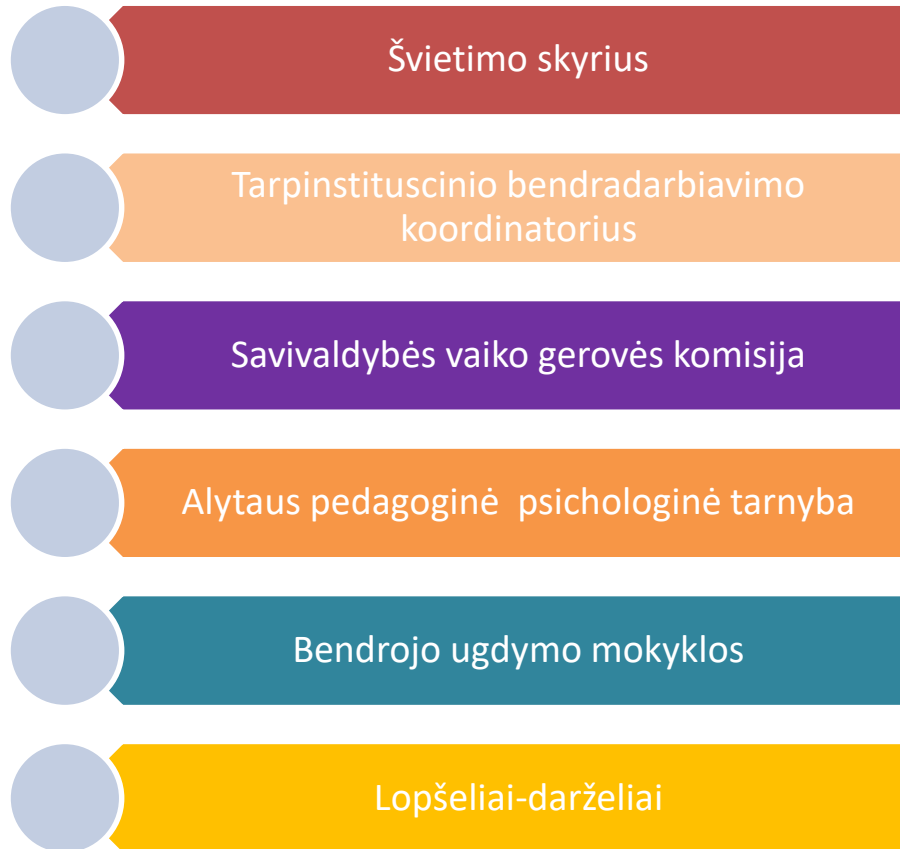 Švietimo skyrius
Tarpinstituscinio bendradarbiavimo
koordinatorius
Savivaldybės vaiko gerovės komisija
Alytaus pedagoginė  psichologinė tarnyba
Bendrojo ugdymo mokyklos
Lopšeliai-darželiai